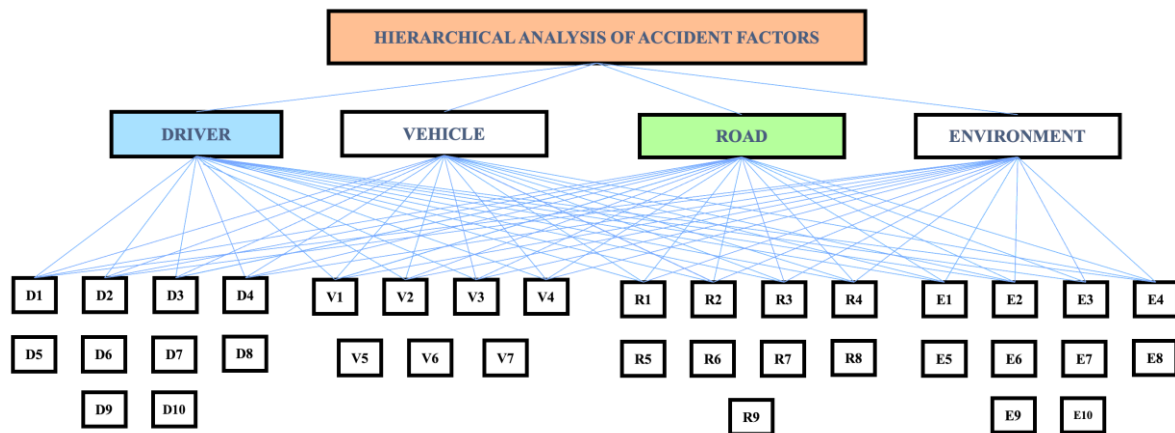 HIERARCHICAL ANALYSIS OF ACCIDENT FACTORS
DRIVER VEHICLE ROAD ENVIRONMENT
D1 D2 D3 D4 V1 V2 V3 V4 R1 R2 R3 R4 E1 E2 E3 E4
D5 D6 D7 D8 V5 V6 V7 R5 R6 R7 R8 E5 E6 E7 E8
D9 D10 R9 E9 E10